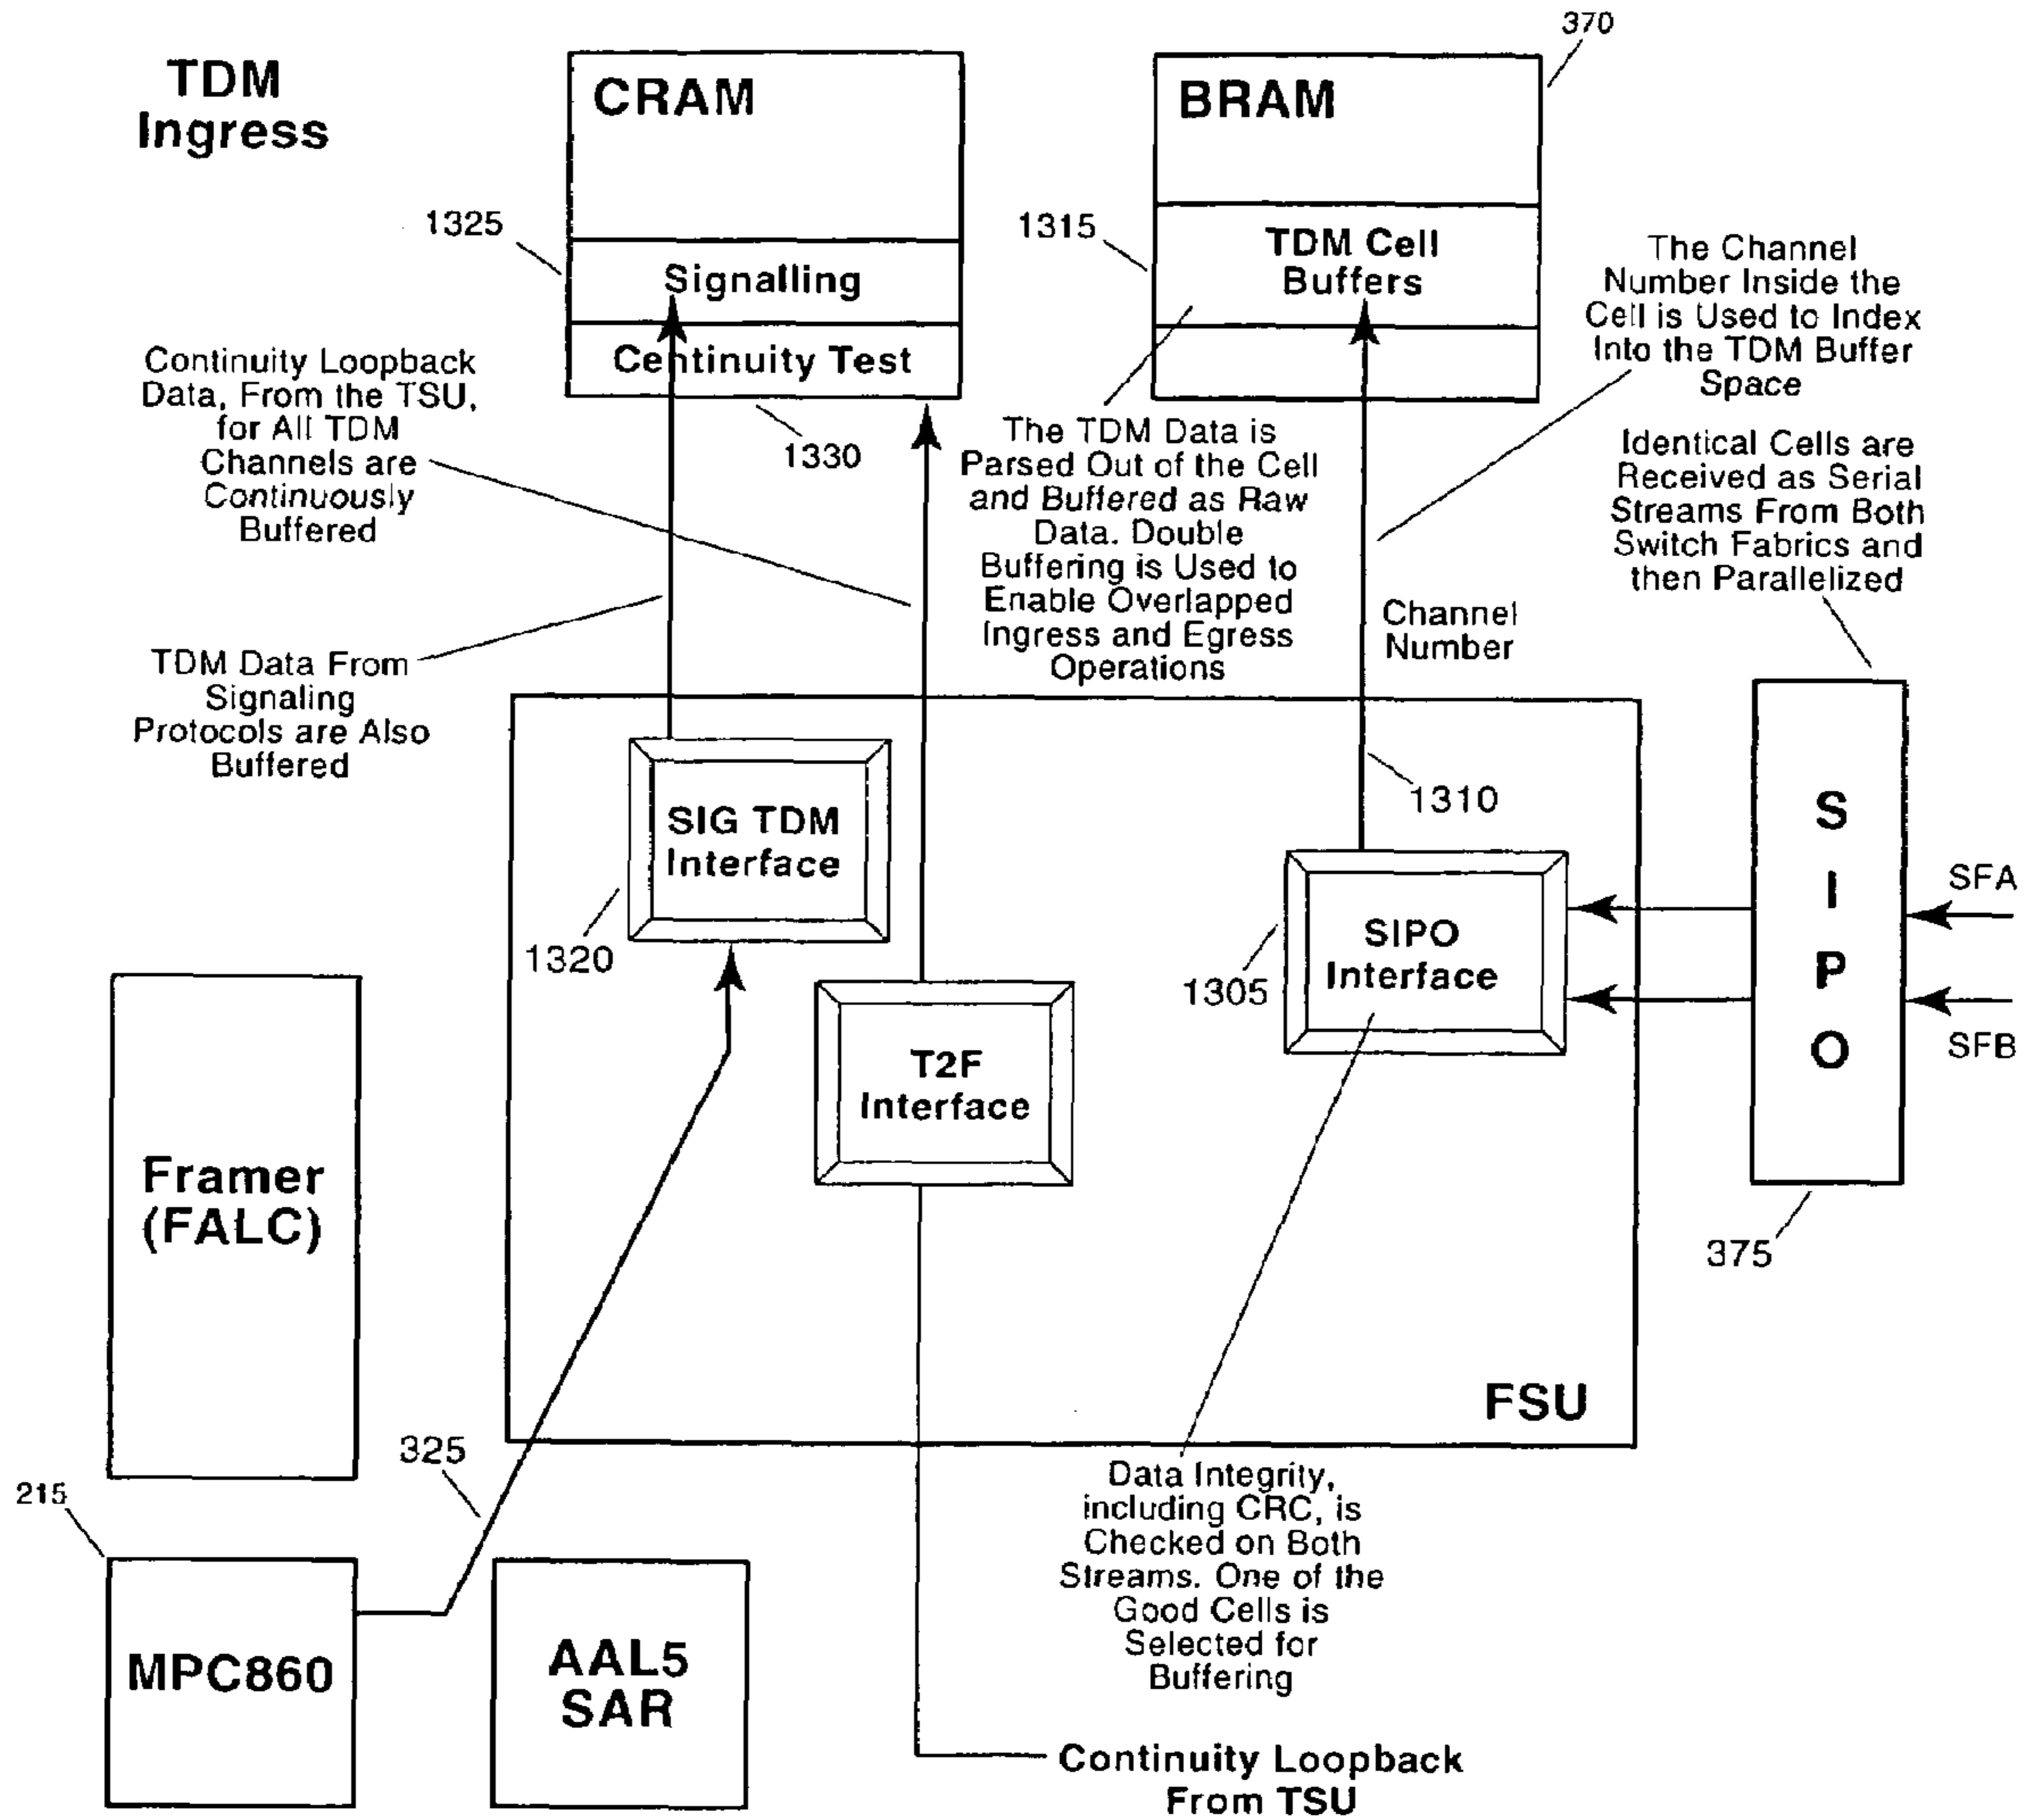 TDM
Ingress
CRAM
Signalling
Centinuity Test
1325
1330
BRAM
TDM Cell
Buffers
370
1315
The Channel
Number Inside the
Cell is Used to Index
Into the TDM Buffer
Space
Continuity Loopback
Data, From the TSU,
for All TDM
Channels are
Continuously
Buffered
The TDM Data is
Parsed Out of the Cell
and Buffered as Raw
Data. Double
Buffering is Used to
Enable Overlapped
Ingress and Egress
Operations
Identical Cells are
Received as Serial
Streams From Both
Switch Fabrics and
then Parallelized
Channel
Number
TDM Data From
Signaling
Protocols are Also
Buffered
SIG TDM
Interface
1320
T2F
Interface
1310
SIPO
Interface
1305
S
I
P
O
SFA
SFB
375
Framer
(FALC)
FSU
325
215
MPC860
AAL5
SAR
Data Integrity,
including CRC, is
Checked on Both
Streams. One of the
Good Cells is
Selected for
Buffering
Continuity Loopback
From TSU